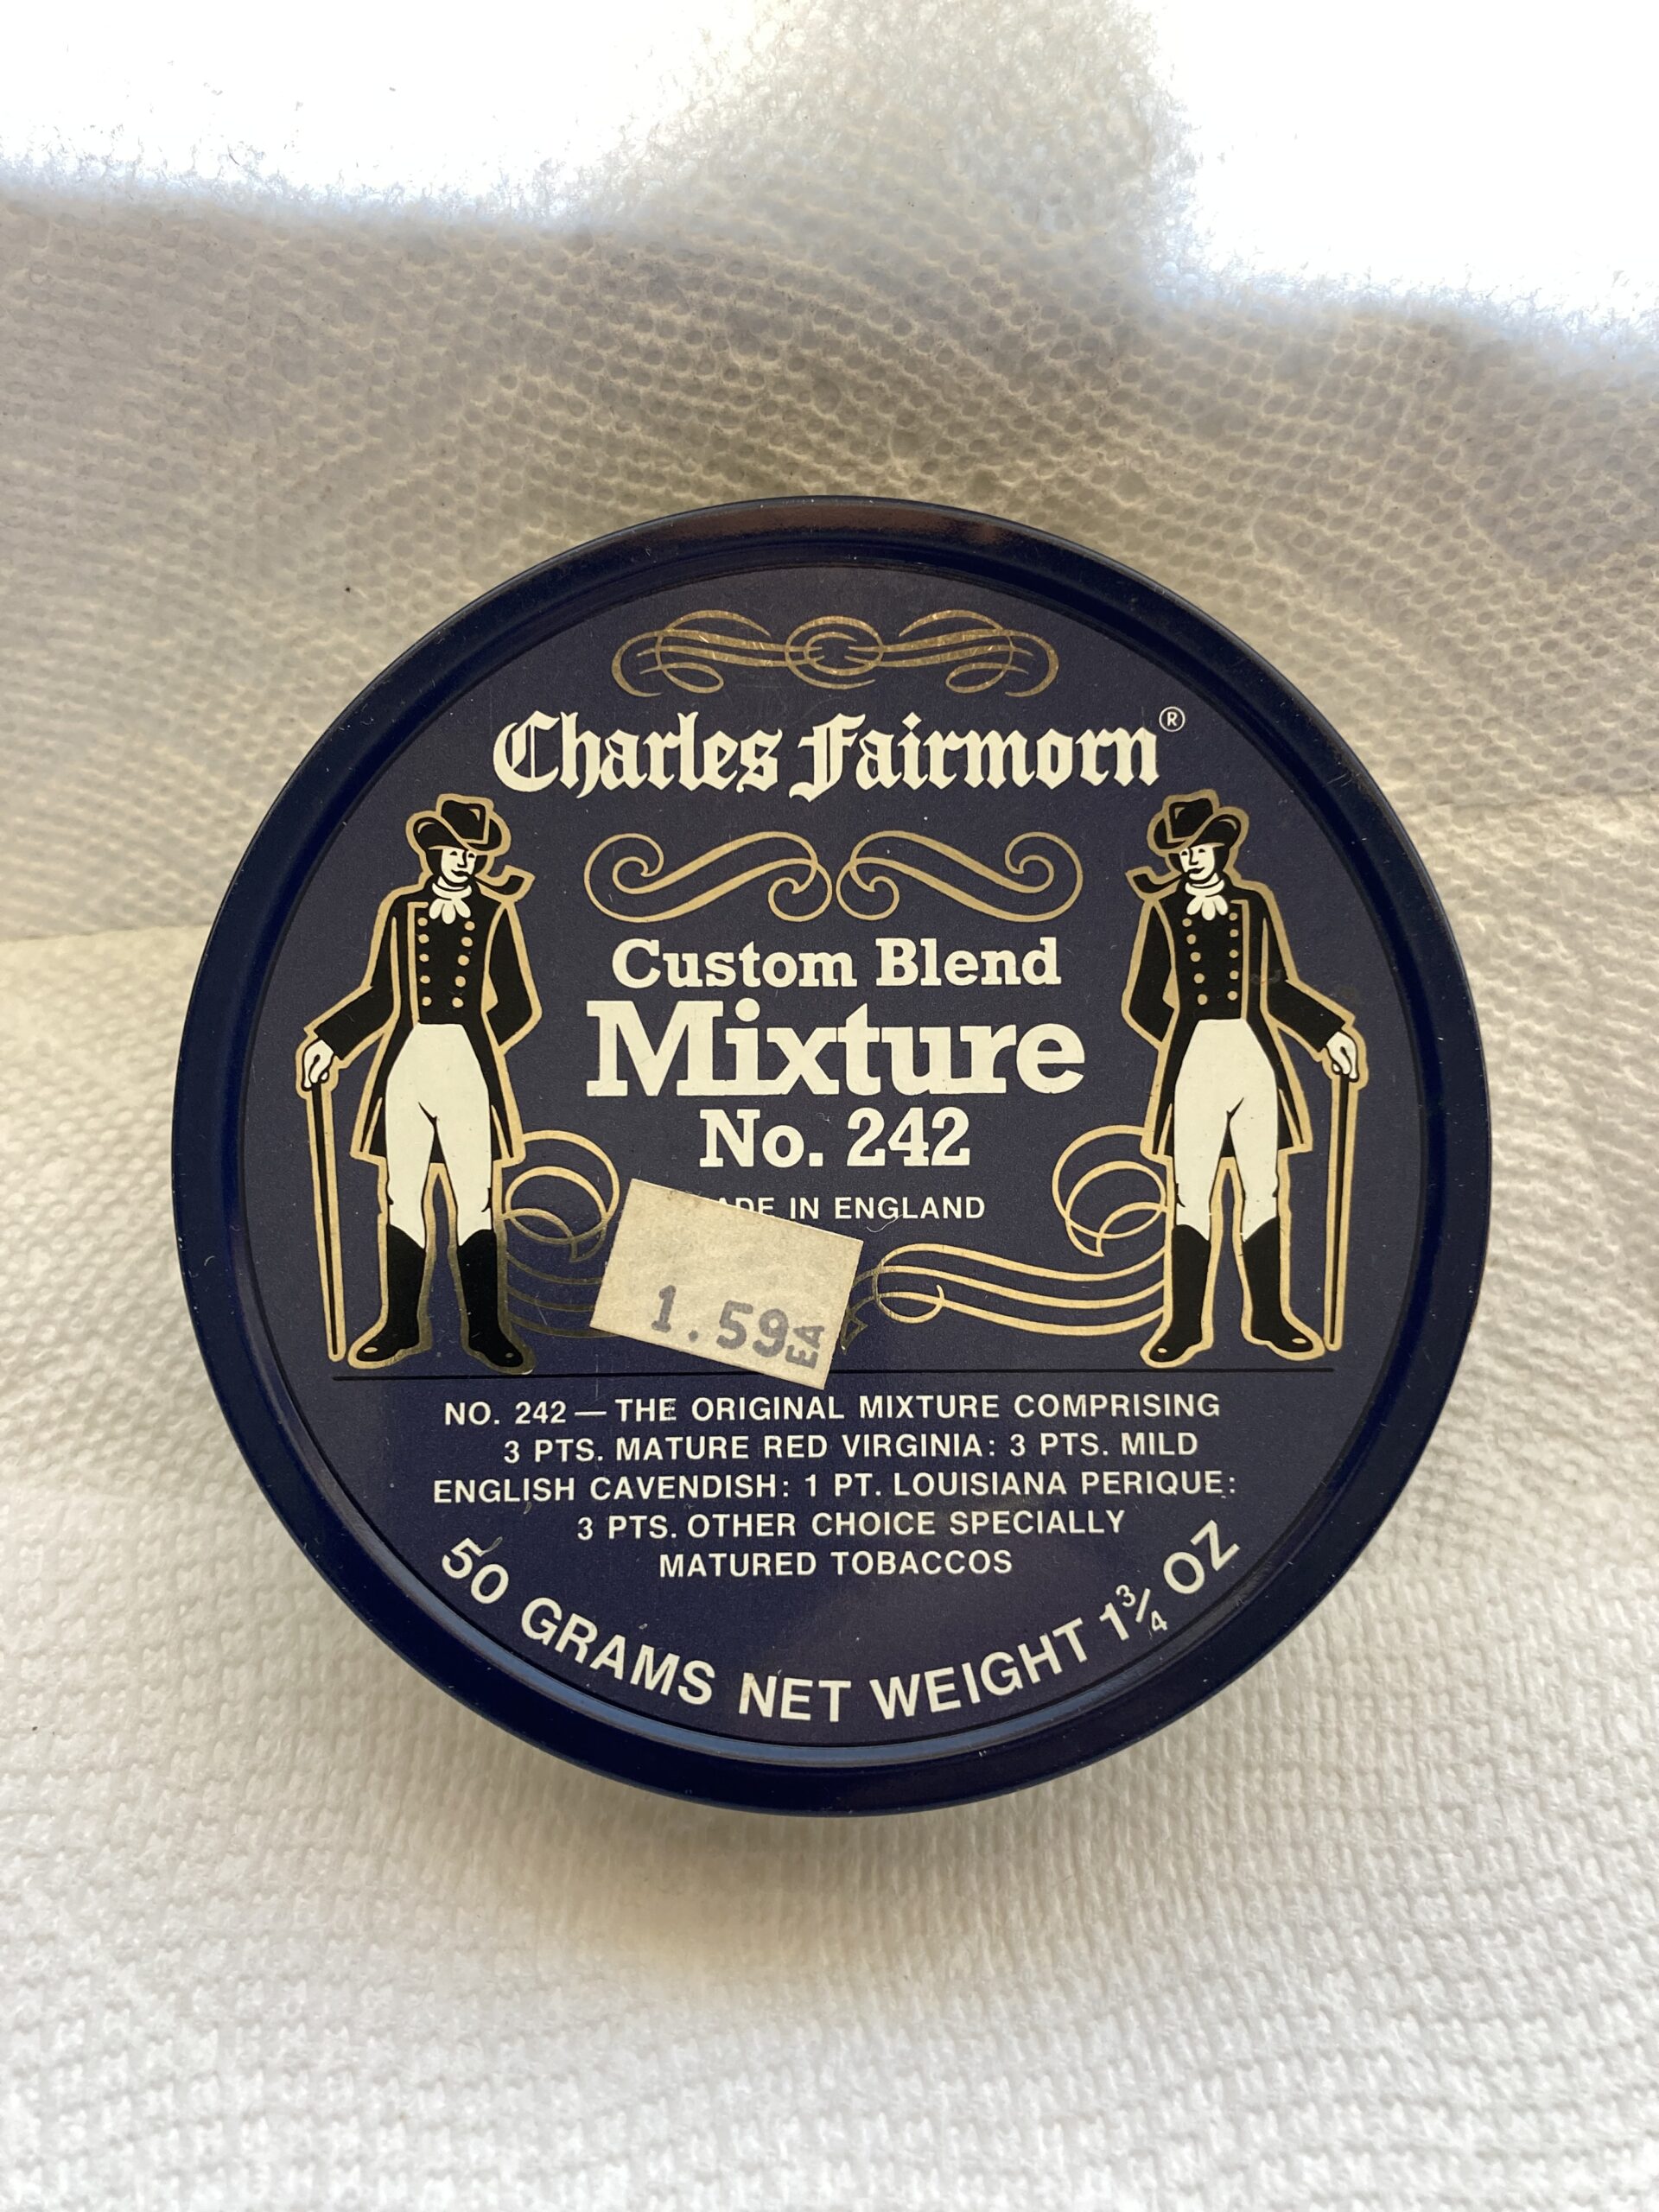 Charles Fairmorn®
Custom Blend
Mixture
No. 242
IN ENGLAND
1.59 EA
NO. 242 — THE ORIGINAL MIXTURE COMPRISING
3 PTS. MATURE RED VIRGINIA: 3 PTS. MILD
ENGLISH CAVENDISH: 1 PT. LOUISIANA PERIQUE:
3 PTS. OTHER CHOICE SPECIALLY
MATURED TOBACCOS
50 GRAMS NET WEIGHT 1¾ OZ